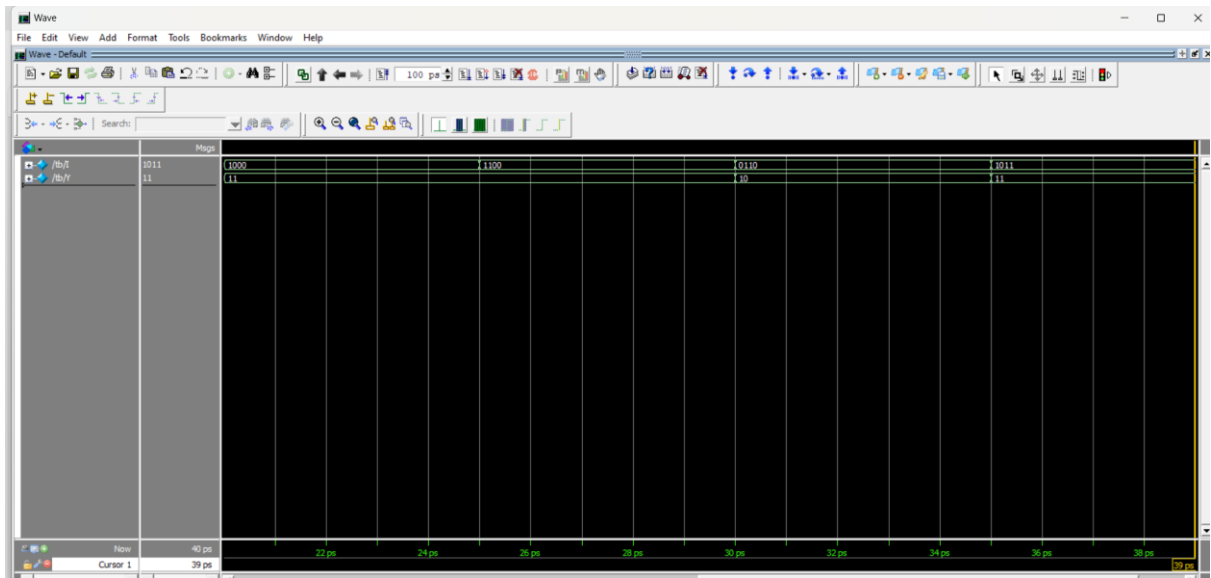 Wave
File Edit View Add Format Tools Bookmarks Window Help
Wave - Default
100 ps
Search:
Msgs
/tb/I 1011 1000 1100 0110 1011
/tb/Y 11 11 10 11
Now 40 ps 22 ps 24 ps 26 ps 28 ps 30 ps 32 ps 34 ps 36 ps 38 ps
Cursor 1 39 ps 39 ps